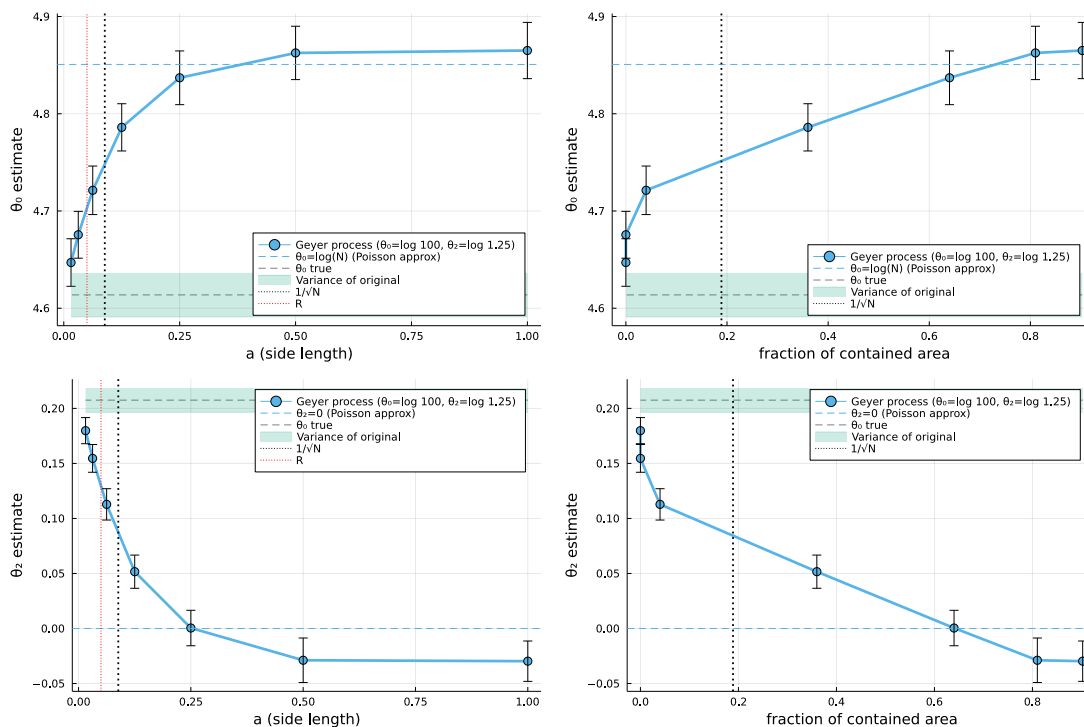 4.9
4.8
4.7
4.6
θ₀ estimate
Geyer process (θ₀=log 100, θ₂=log 1.25)
θ₀=log(N) (Poisson approx)
θ₀ true
Variance of original
1/√N
R
0.00
0.25
0.50
0.75
1.00
a (side length)
4.9
4.8
4.7
4.6
θ₀ estimate
Geyer process (θ₀=log 100, θ₂=log 1.25)
θ₀=log(N) (Poisson approx)
θ₀ true
Variance of original
1/√N
0.0
0.2
0.4
0.6
0.8
fraction of contained area
0.20
0.15
0.10
0.05
0.00
−0.05
θ₂ estimate
Geyer process (θ₀=log 100, θ₂=log 1.25)
θ₂=0 (Poisson approx)
θ₀ true
Variance of original
1/√N
R
0.00
0.25
0.50
0.75
1.00
a (side length)
0.20
0.15
0.10
0.05
0.00
−0.05
θ₂ estimate
Geyer process (θ₀=log 100, θ₂=log 1.25)
θ₂=0 (Poisson approx)
θ₀ true
Variance of original
1/√N
0.0
0.2
0.4
0.6
0.8
fraction of contained area